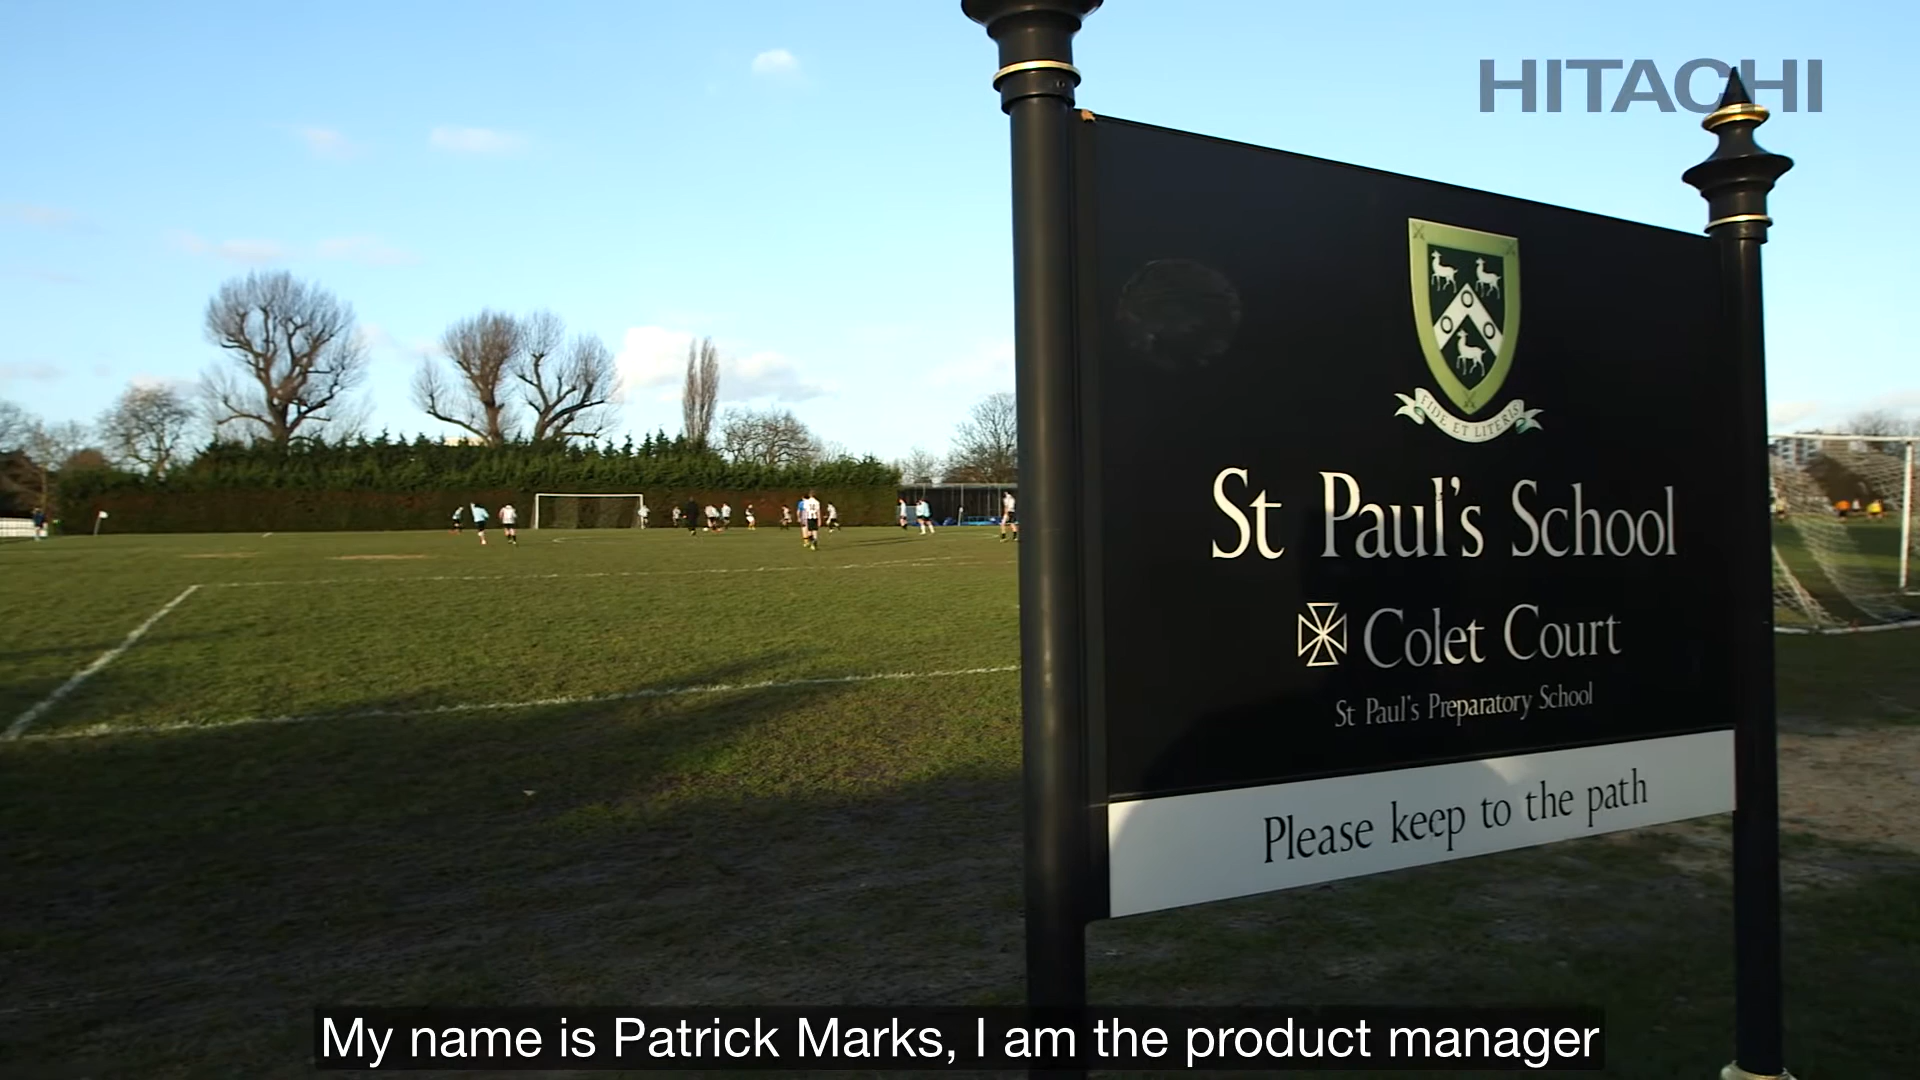 HITACHI
FIDE ET LITERIS
St Paul's School
Colet Court
St Paul's Preparatory School
Please keep to the path
My name is Patrick Marks, I am the product manager